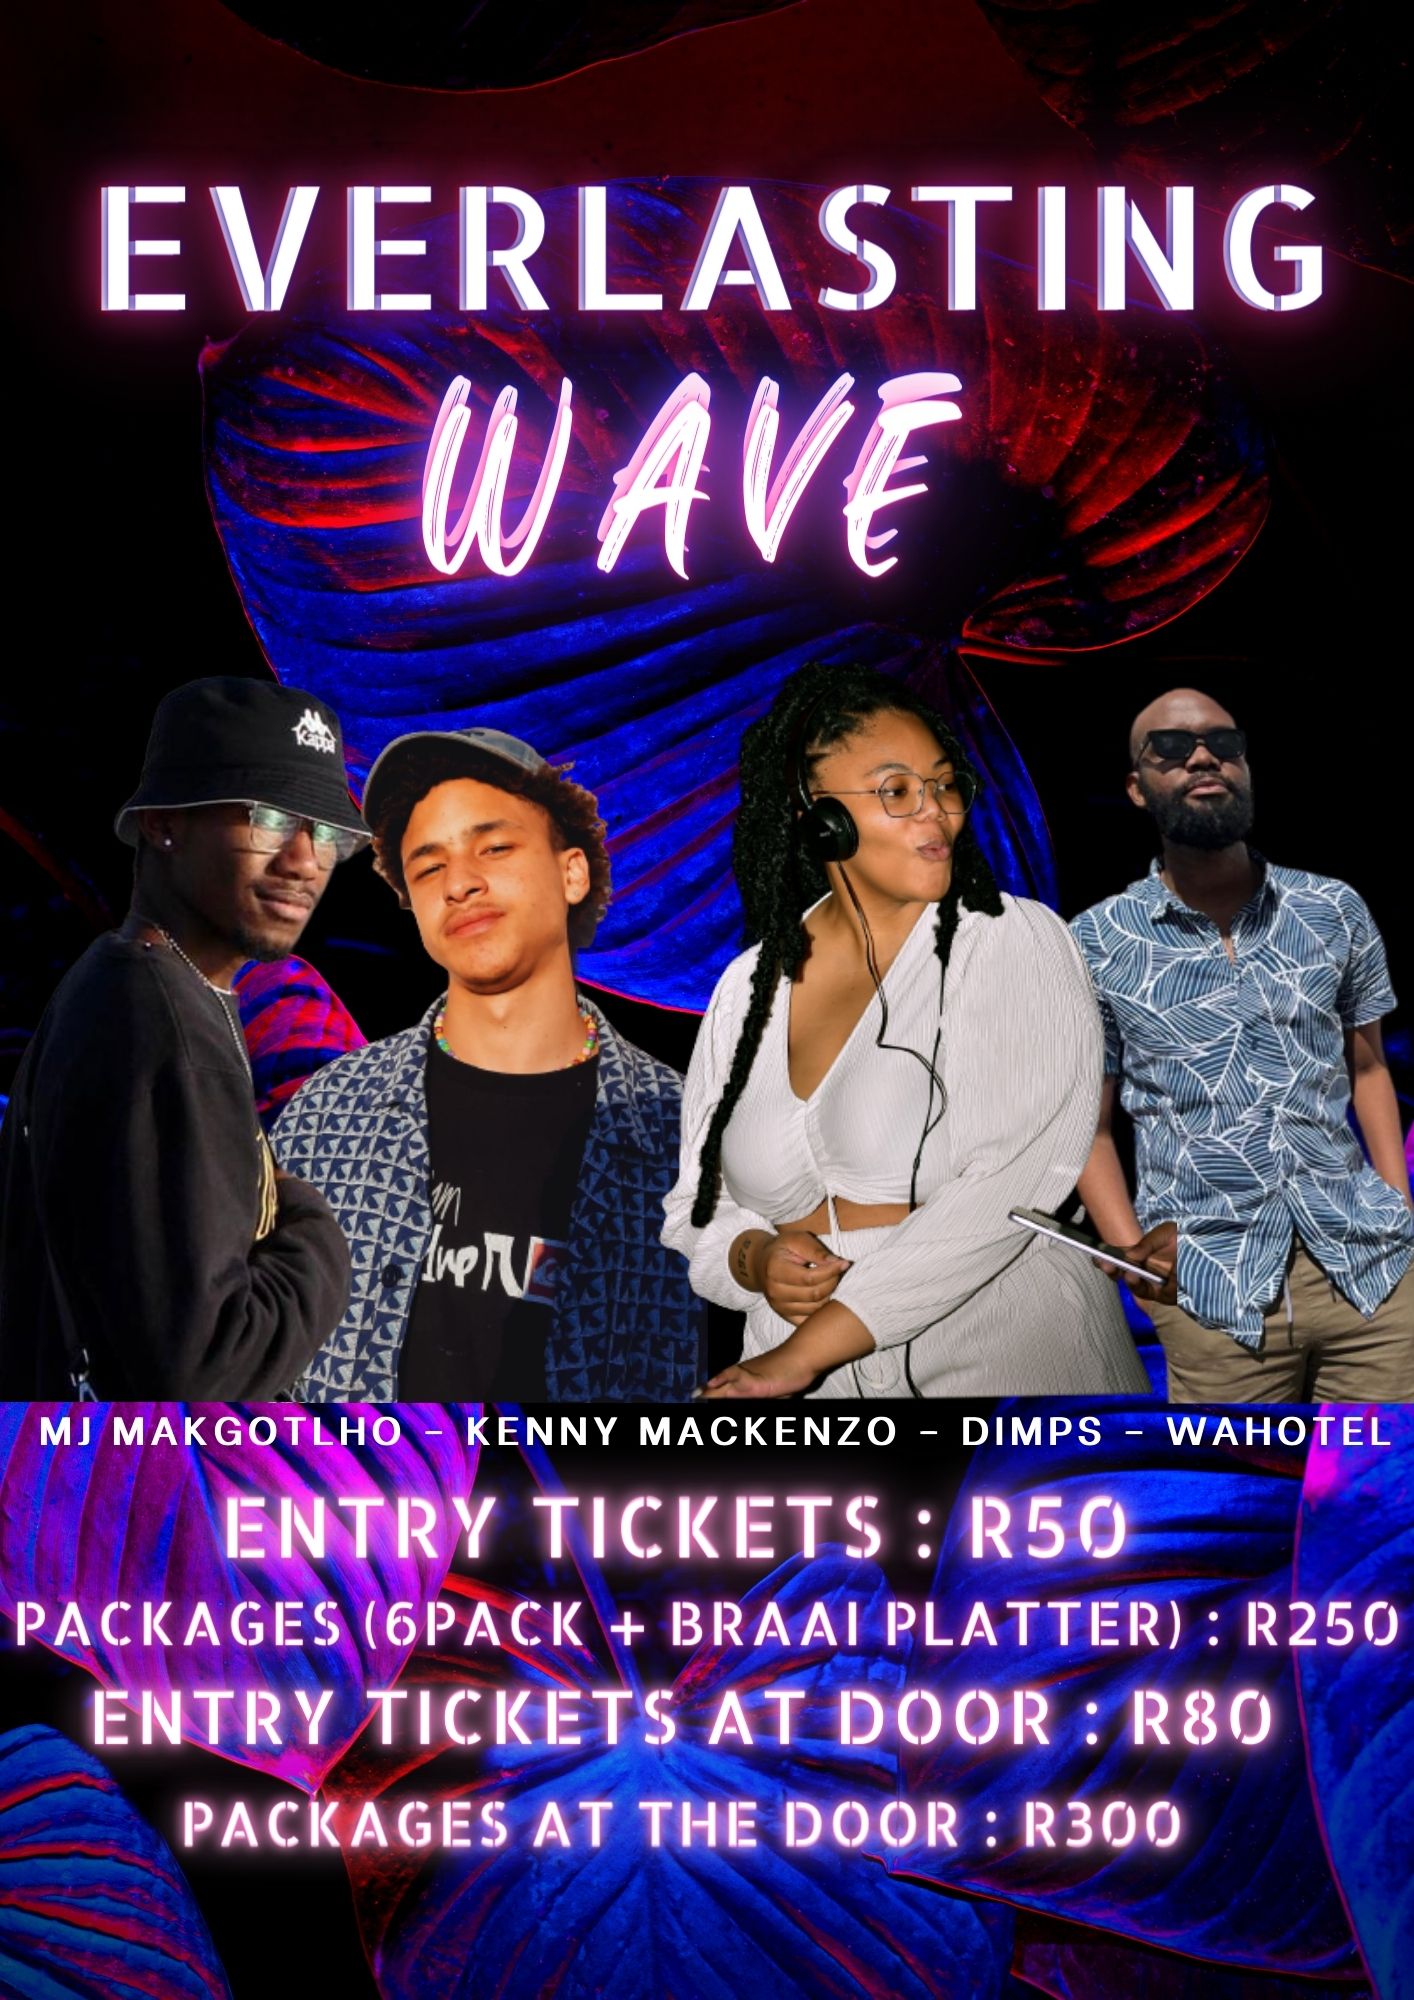 EVERLASTING
WAVE
Kappa
MJ MAKGOTLHO - KENNY MACKENZO - DIMPS - WAHOTEL
ENTRY TICKETS : R50
PACKAGES (6PACK + BRAAI PLATTER) : R250
ENTRY TICKETS AT DOOR : R80
PACKAGES AT THE DOOR : R300